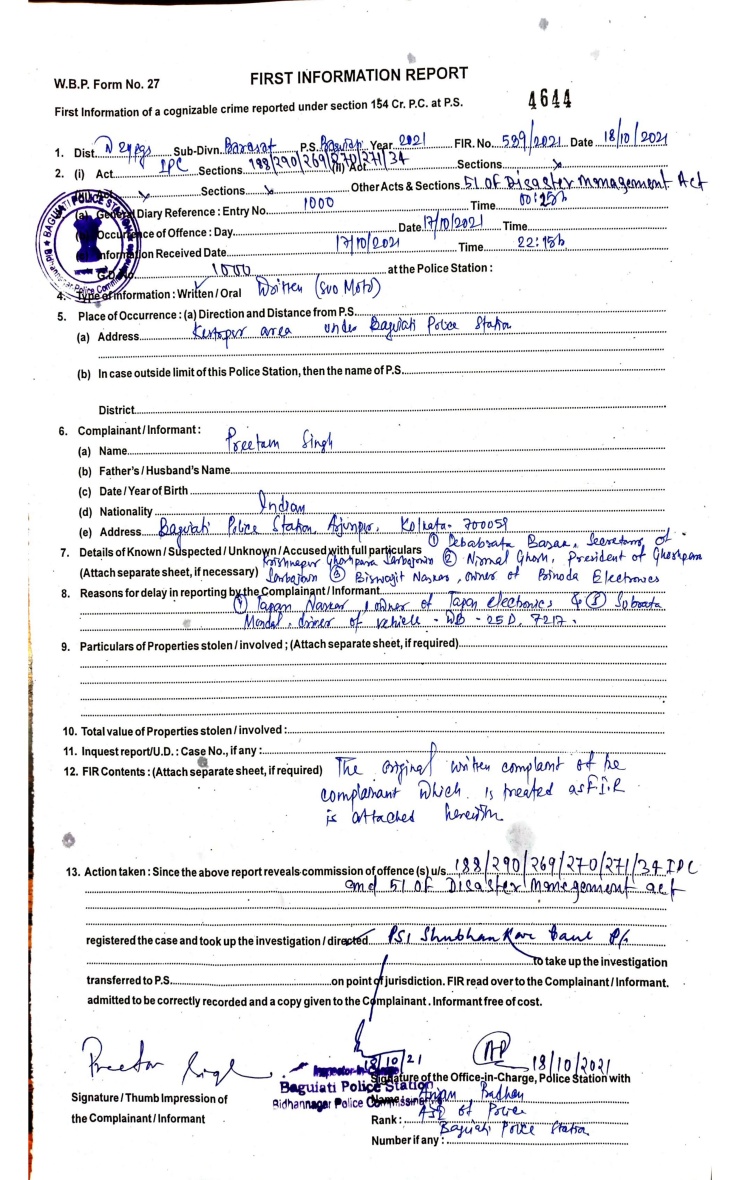 W.B.P. Form No. 27
FIRST INFORMATION REPORT
First Information of a cognizable crime reported under section 154 Cr. P.C. at P.S.
4644
1. Dist. N 24 pgs Sub-Divn. Barasat P.S. Baguiati Year 2021 FIR. No. 589/2021 Date 18/10/2021
2. (i) Act IPC Sections 188/290/269/270/271/34 (ii) Act Sections
Sections Other Acts & Sections 51 OF Disaster Management Act
(a) General Diary Reference : Entry No. 1000 Time 00:25h
Occurrence of Offence : Day Date 17/10/2021 Time
Information Received Date 17/10/2021 Time 22:15h
G.D. No. 1000 at the Police Station :
BAGUIATI POLICE STATION
4. Type of information : Written / Oral Written (Suo Moto)
5. Place of Occurrence : (a) Direction and Distance from P.S.
(a) Address Kestopur area under Baguiati Police Station
(b) In case outside limit of this Police Station, then the name of P.S.
District
6. Complainant / Informant :
(a) Name Preetam Singh
(b) Father's / Husband's Name
(c) Date / Year of Birth
(d) Nationality Indian
(e) Address Baguiati Police Station, Arjunpur, Kolkata-700059
7. Details of Known / Suspected / Unknown / Accused with full particulars ① Debabrata Basak, Secretary of
Krishnapur Ghoshpara Sarbojanin ② Nirmal Ghosh, President of Ghoshpara
(Attach separate sheet, if necessary) Sarbojanin ③ Biswajit Naskar, owner of Binoda Electronics
8. Reasons for delay in reporting by the Complainant / Informant
④ Tapan Naskar, owner of Tapan electronics & ⑤ Subrata
Mondal, driver of vehicle - WB - 25D, 7217.
9. Particulars of Properties stolen / involved ; (Attach separate sheet, if required)
10. Total value of Properties stolen / involved :
11. Inquest report/U.D. : Case No., if any :
12. FIR Contents : (Attach separate sheet, if required) The original written complaint of the
complainant which is treated as F.I.R
is attached herewith
13. Action taken : Since the above report reveals commission of offence (s) u/s 188/290/269/270/271/34 IPC
and 51 OF Disaster Management act
registered the case and took up the investigation / directed PSI Shubhankar
to take up the investigation
transferred to P.S. on point of jurisdiction. FIR read over to the Complainant / Informant.
admitted to be correctly recorded and a copy given to the Complainant . Informant free of cost.
18/10/21
18/10/2021
Inspector-in-Charge
Baguiati Police Station
Bidhannagar Police Commissionerate
Signature of the Office-in-Charge, Police Station with
Signature / Thumb Impression of
the Complainant / Informant
Name
Rank : ASI of Police
Baguiati Police Station
Number if any :